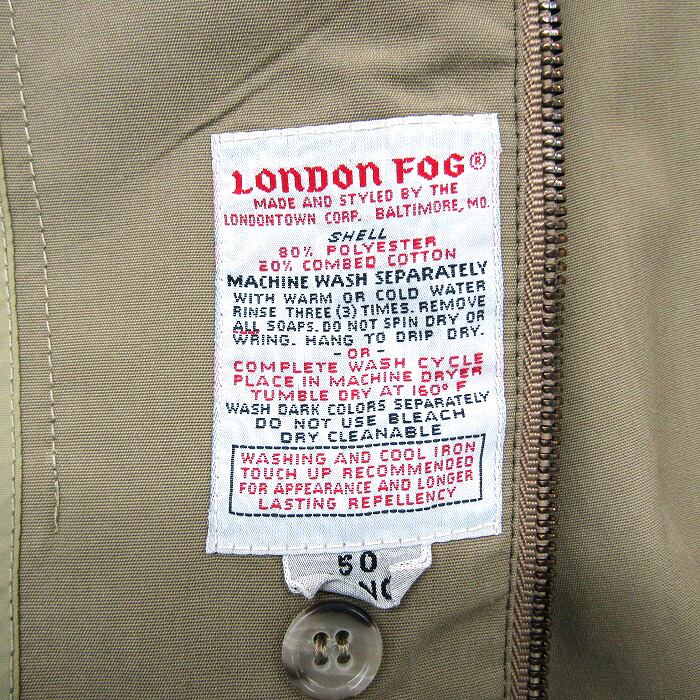 LONDON FOG®
MADE AND STYLED BY THE
LONDONTOWN CORP. BALTIMORE, MD.
SHELL
80% POLYESTER
20% COMBED COTTON
MACHINE WASH SEPARATELY
WITH WARM OR COLD WATER
RINSE THREE (3) TIMES. REMOVE
ALL SOAPS. DO NOT SPIN DRY OR
WRING. HANG TO DRIP DRY.
-OR-
COMPLETE WASH CYCLE
PLACE IN MACHINE DRYER
TUMBLE DRY AT 160° F
WASH DARK COLORS SEPARATELY
DO NOT USE BLEACH
DRY CLEANABLE
WASHING AND COOL IRON
TOUCH UP RECOMMENDED
FOR APPEARANCE AND LONGER
LASTING REPELLENCY
50